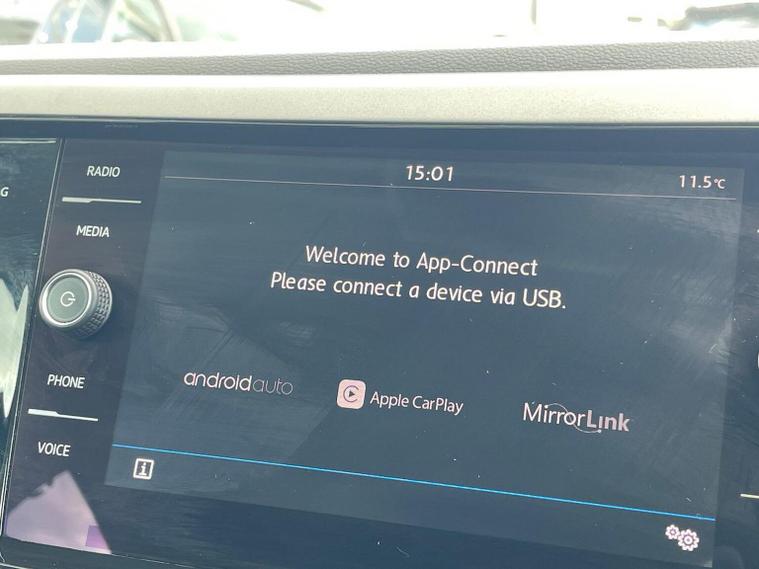 G
RADIO
MEDIA
PHONE
VOICE
15:01
11.5°C
Welcome to App-Connect
Please connect a device via USB.
androidauto
Apple CarPlay
MirrorLink
i